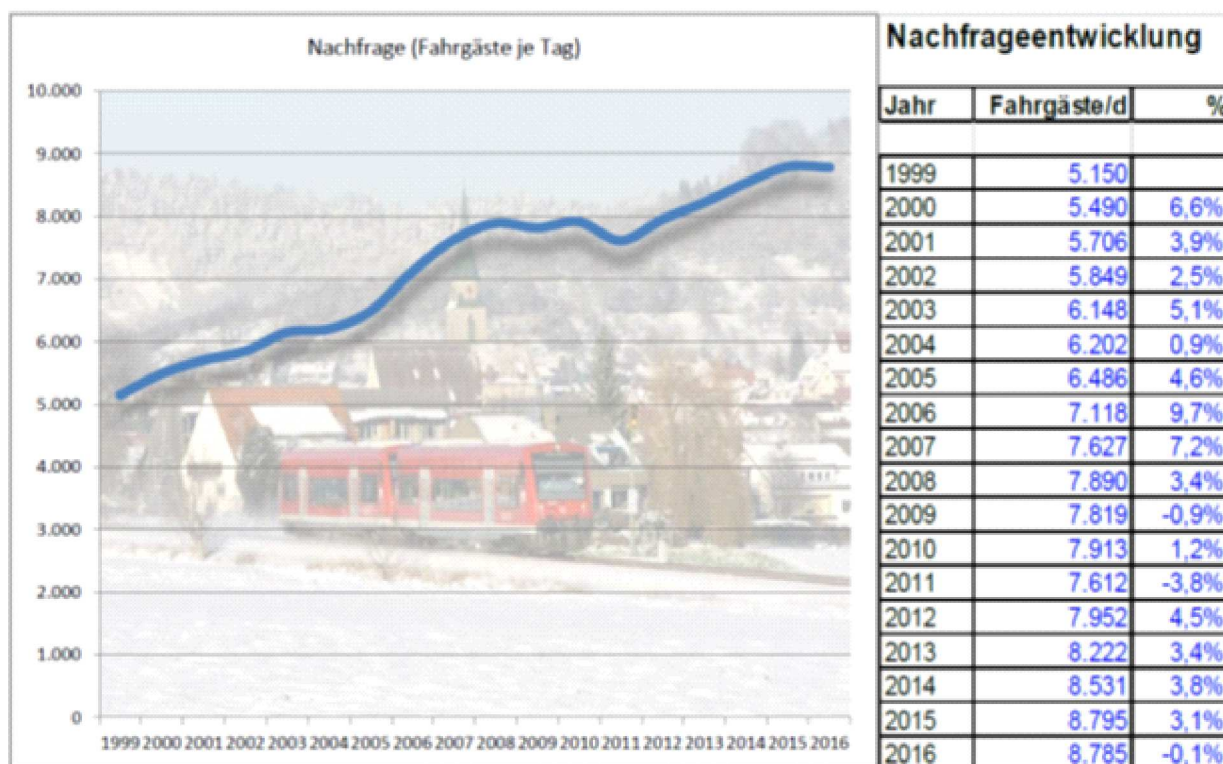 Nachfrage (Fahrgäste je Tag)
10.000
9.000
8.000
7.000
6.000
5.000
4.000
3.000
2.000
1.000
0
1999 2000 2001 2002 2003 2004 2005 2006 2007 2008 2009 2010 2011 2012 2013 2014 2015 2016
Nachfrageentwicklung
Jahr Fahrgäste/d %
1999 5.150
2000 5.490 6,6%
2001 5.706 3,9%
2002 5.849 2,5%
2003 6.148 5,1%
2004 6.202 0,9%
2005 6.486 4,6%
2006 7.118 9,7%
2007 7.627 7,2%
2008 7.890 3,4%
2009 7.819 -0,9%
2010 7.913 1,2%
2011 7.612 -3,8%
2012 7.952 4,5%
2013 8.222 3,4%
2014 8.531 3,8%
2015 8.795 3,1%
2016 8.785 -0,1%